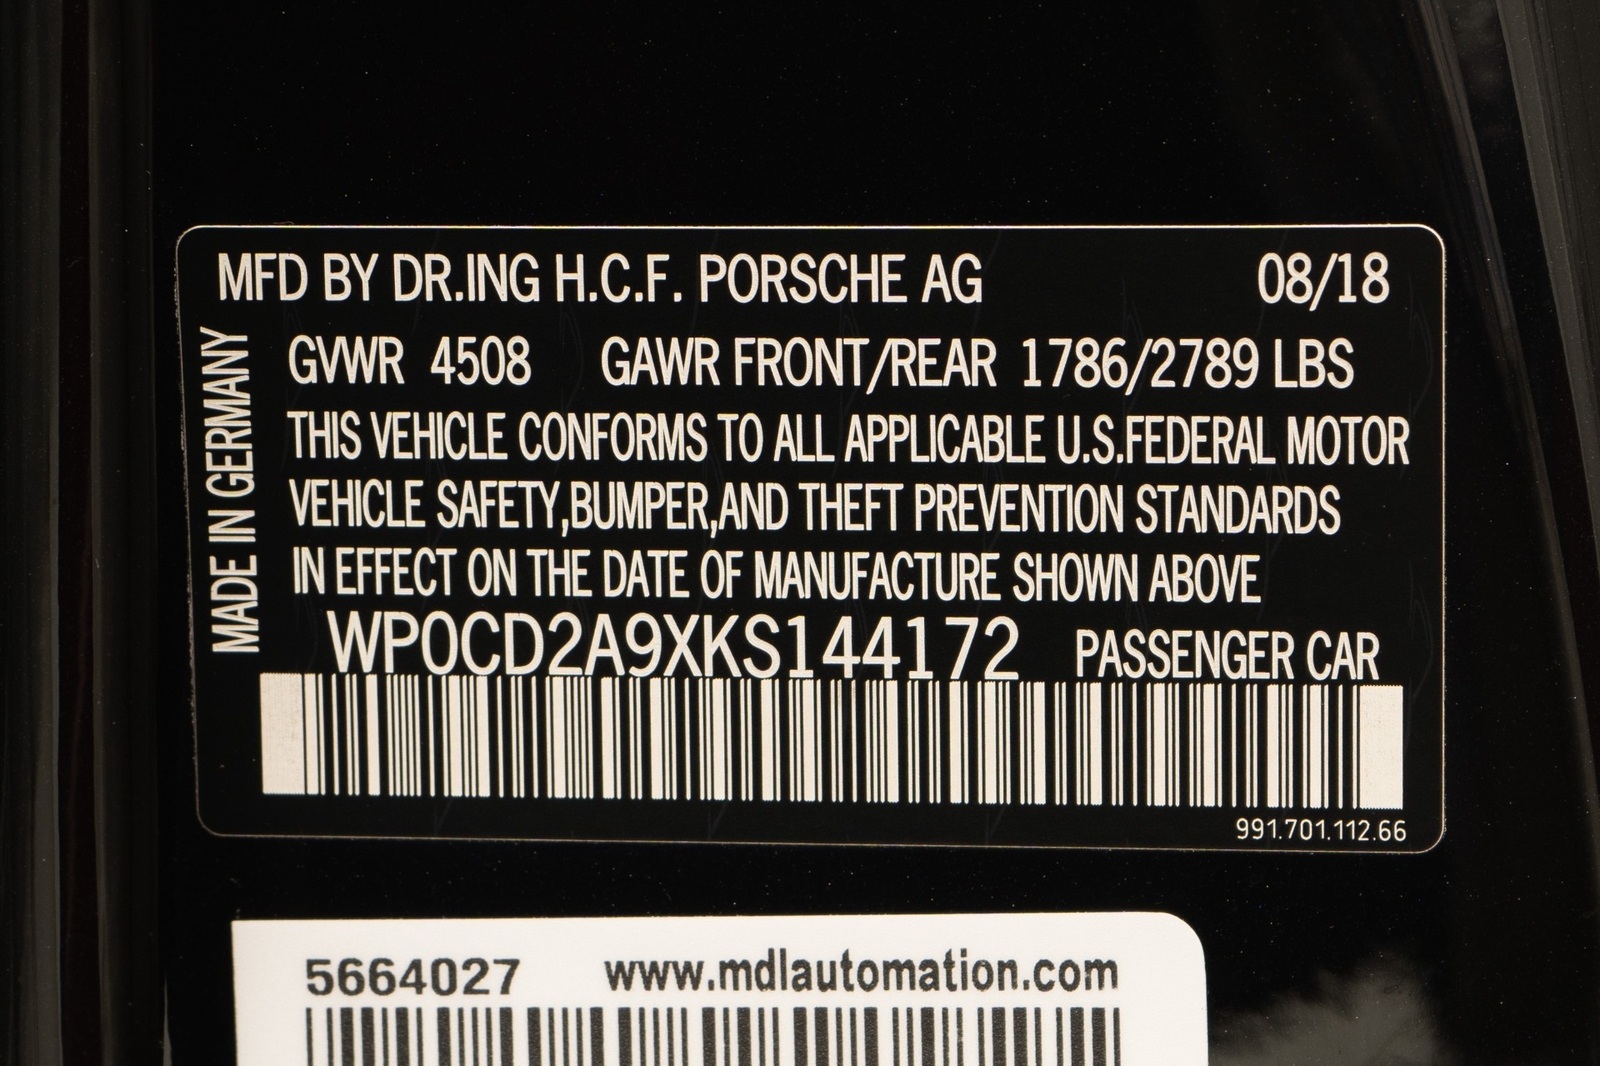 MFD BY DR.ING H.C.F. PORSCHE AG 08/18
MADE IN GERMANY
GVWR 4508 GAWR FRONT/REAR 1786/2789 LBS
THIS VEHICLE CONFORMS TO ALL APPLICABLE U.S.FEDERAL MOTOR
VEHICLE SAFETY,BUMPER,AND THEFT PREVENTION STANDARDS
IN EFFECT ON THE DATE OF MANUFACTURE SHOWN ABOVE
WP0CD2A9XKS144172 PASSENGER CAR
991.701.112.66
5664027 www.mdlautomation.com